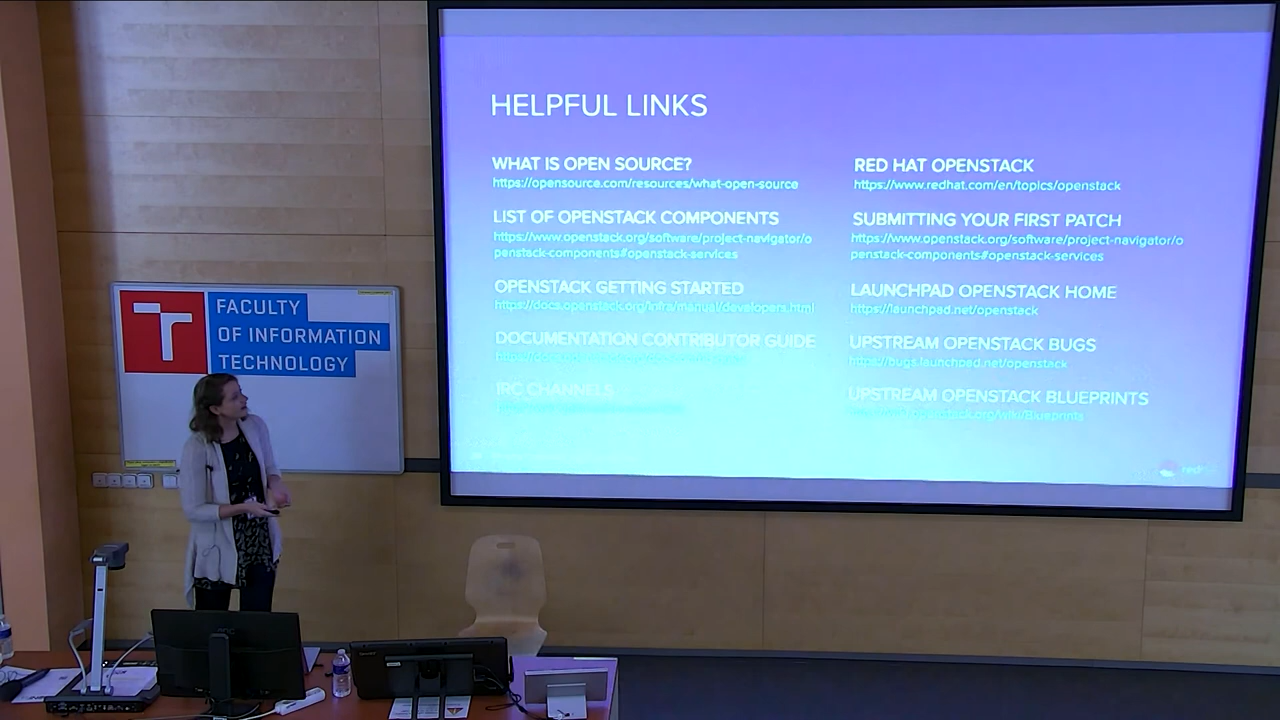 HELPFUL LINKS
WHAT IS OPEN SOURCE?
https://opensource.com/resources/what-open-source
LIST OF OPENSTACK COMPONENTS
https://www.openstack.org/software/project-navigator/o
penstack-components#openstack-services
OPENSTACK GETTING STARTED
https://docs.openstack.org/infra/manual/developers.html
DOCUMENTATION CONTRIBUTOR GUIDE
IRC CHANNELS
RED HAT OPENSTACK
https://www.redhat.com/en/topics/openstack
SUBMITTING YOUR FIRST PATCH
https://www.openstack.org/software/project-navigator/o
penstack-components#openstack-services
LAUNCHPAD OPENSTACK HOME
https://launchpad.net/openstack
UPSTREAM OPENSTACK BUGS
https://bugs.launchpad.net/openstack
UPSTREAM OPENSTACK BLUEPRINTS
FACULTY
OF INFORMATION
TECHNOLOGY